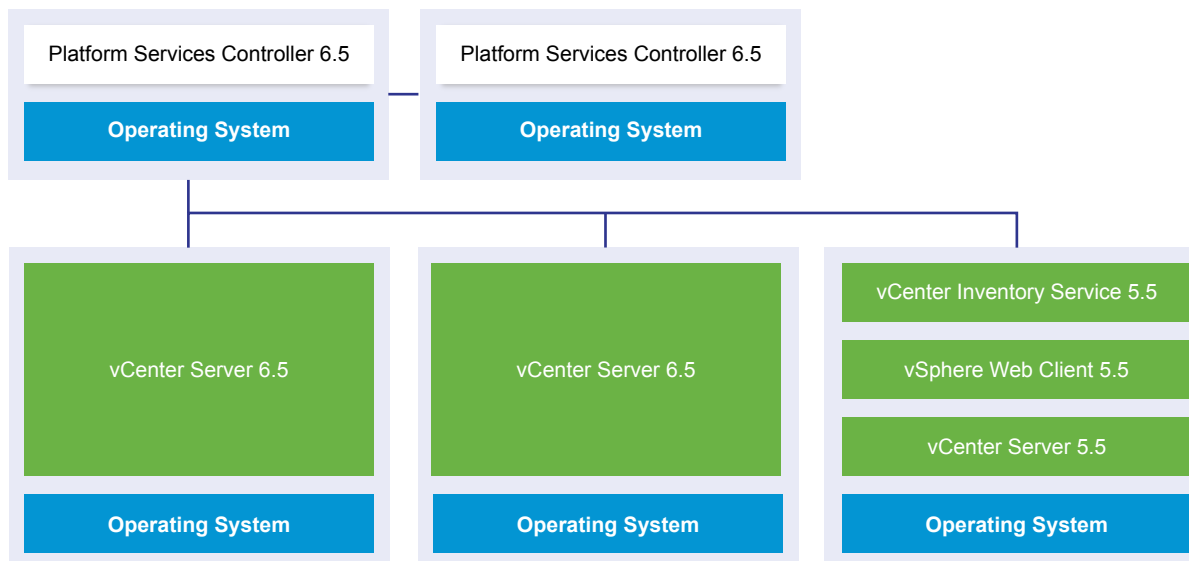 Platform Services Controller 6.5
Operating System
Platform Services Controller 6.5
Operating System
vCenter Server 6.5
Operating System
vCenter Server 6.5
Operating System
vCenter Inventory Service 5.5
vSphere Web Client 5.5
vCenter Server 5.5
Operating System